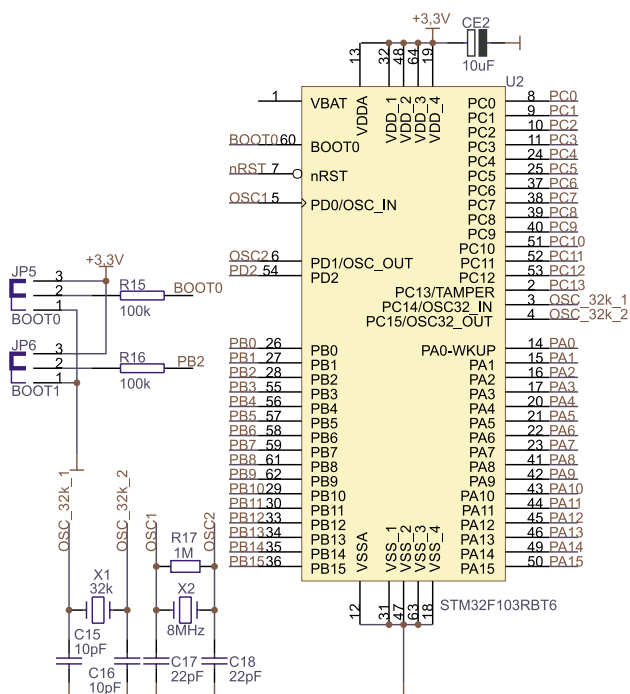 +3,3V
CE2
10uF
13
32
48
64
19
U2
VDDA
VDD_1
VDD_2
VDD_3
VDD_4
1 VBAT
BOOT0 60 BOOT0
nRST 7 nRST
OSC1 5 PD0/OSC_IN
OSC2 6 PD1/OSC_OUT
PD2 54 PD2
PC0 8 PC0
PC1 9 PC1
PC2 10 PC2
PC3 11 PC3
PC4 24 PC4
PC5 25 PC5
PC6 37 PC6
PC7 38 PC7
PC8 39 PC8
PC9 40 PC9
PC10 51 PC10
PC11 52 PC11
PC12 53 PC12
PC13/TAMPER 2 PC13
PC14/OSC32_IN 3 OSC_32k_1
PC15/OSC32_OUT 4 OSC_32k_2
+3,3V
JP5
3
2
1
BOOT0
R15
100k
BOOT0
JP6
3
2
1
BOOT1
R16
100k
PB2
PB0 26 PB0
PB1 27 PB1
PB2 28 PB2
PB3 55 PB3
PB4 56 PB4
PB5 57 PB5
PB6 58 PB6
PB7 59 PB7
PB8 61 PB8
PB9 62 PB9
PB10 29 PB10
PB11 30 PB11
PB12 33 PB12
PB13 34 PB13
PB14 35 PB14
PB15 36 PB15
PA0-WKUP 14 PA0
PA1 15 PA1
PA2 16 PA2
PA3 17 PA3
PA4 20 PA4
PA5 21 PA5
PA6 22 PA6
PA7 23 PA7
PA8 41 PA8
PA9 42 PA9
PA10 43 PA10
PA11 44 PA11
PA12 45 PA12
PA13 46 PA13
PA14 49 PA14
PA15 50 PA15
VSSA
VSS_1
VSS_2
VSS_3
VSS_4
12
31
47
63
18
STM32F103RBT6
OSC_32k_1
OSC_32k_2
OSC1
OSC2
R17
1M
X1
32k
X2
8MHz
C15
10pF
C16
10pF
C17
22pF
C18
22pF